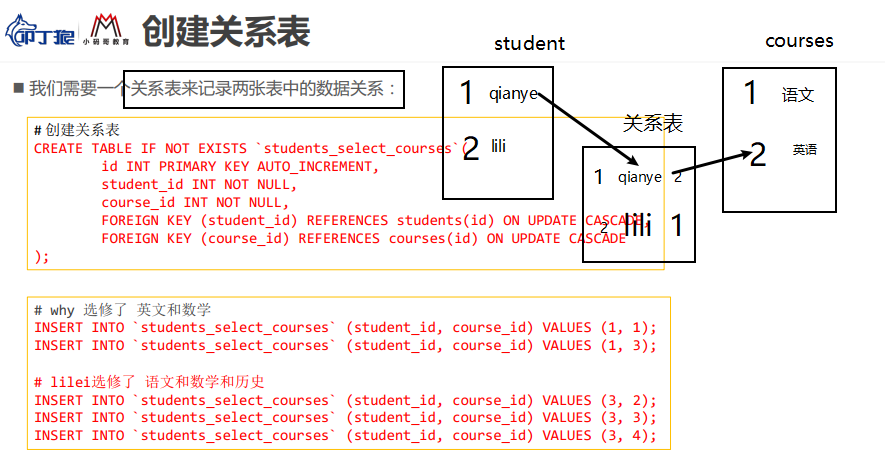 叩丁狼
小码哥教育
创建关系表
student
courses
我们需要一个关系表来记录两张表中的数据关系：
1 qianye
2 lili
1 语文
2 英语
关系表
1 qianye 2
2 lili 1
# 创建关系表
CREATE TABLE IF NOT EXISTS `students_select_courses`(
id INT PRIMARY KEY AUTO_INCREMENT,
student_id INT NOT NULL,
course_id INT NOT NULL,
FOREIGN KEY (student_id) REFERENCES students(id) ON UPDATE CASCADE,
FOREIGN KEY (course_id) REFERENCES courses(id) ON UPDATE CASCADE
);
# why 选修了 英文和数学
INSERT INTO `students_select_courses` (student_id, course_id) VALUES (1, 1);
INSERT INTO `students_select_courses` (student_id, course_id) VALUES (1, 3);
# lilei选修了 语文和数学和历史
INSERT INTO `students_select_courses` (student_id, course_id) VALUES (3, 2);
INSERT INTO `students_select_courses` (student_id, course_id) VALUES (3, 3);
INSERT INTO `students_select_courses` (student_id, course_id) VALUES (3, 4);